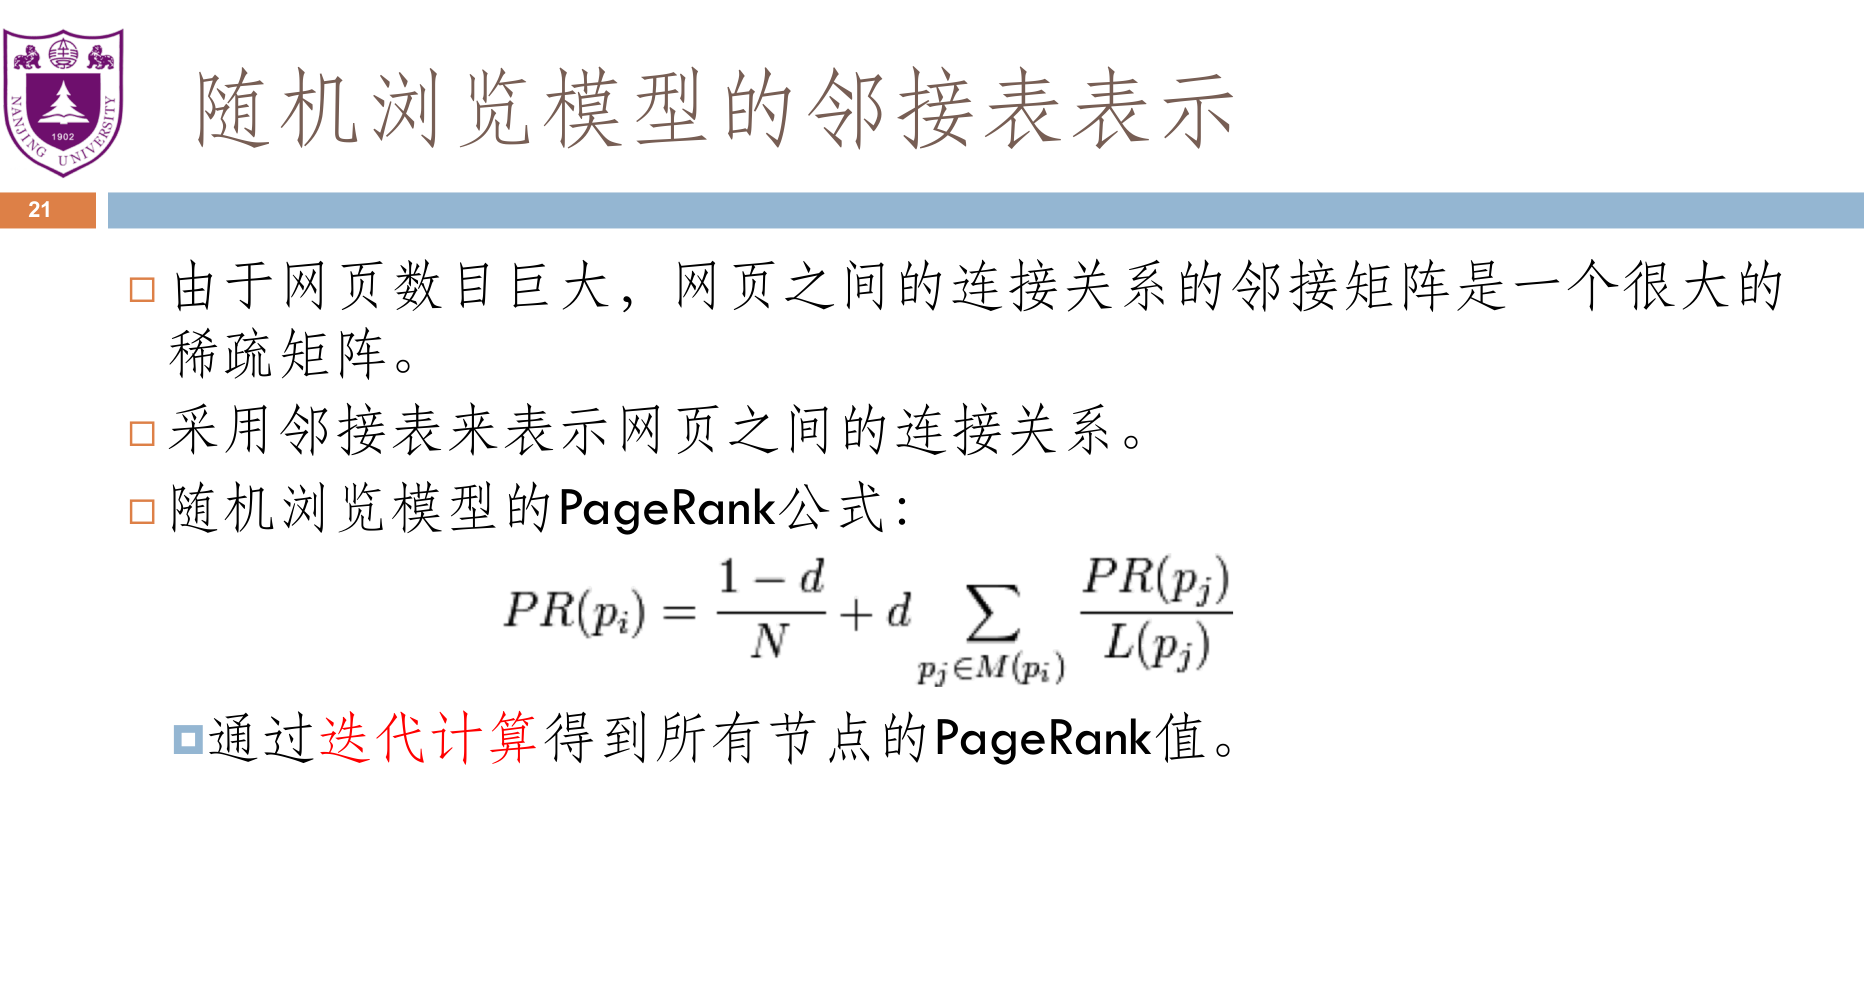 NANJING UNIVERSITY
1902
随机浏览模型的邻接表表示
21
由于网页数目巨大，网页之间的连接关系的邻接矩阵是一个很大的
稀疏矩阵。
采用邻接表来表示网页之间的连接关系。
随机浏览模型的PageRank公式：
PR(p_i) = \frac{1-d}{N} + d \sum_{p_j \in M(p_i)} \frac{PR(p_j)}{L(p_j)}
通过迭代计算得到所有节点的PageRank值。